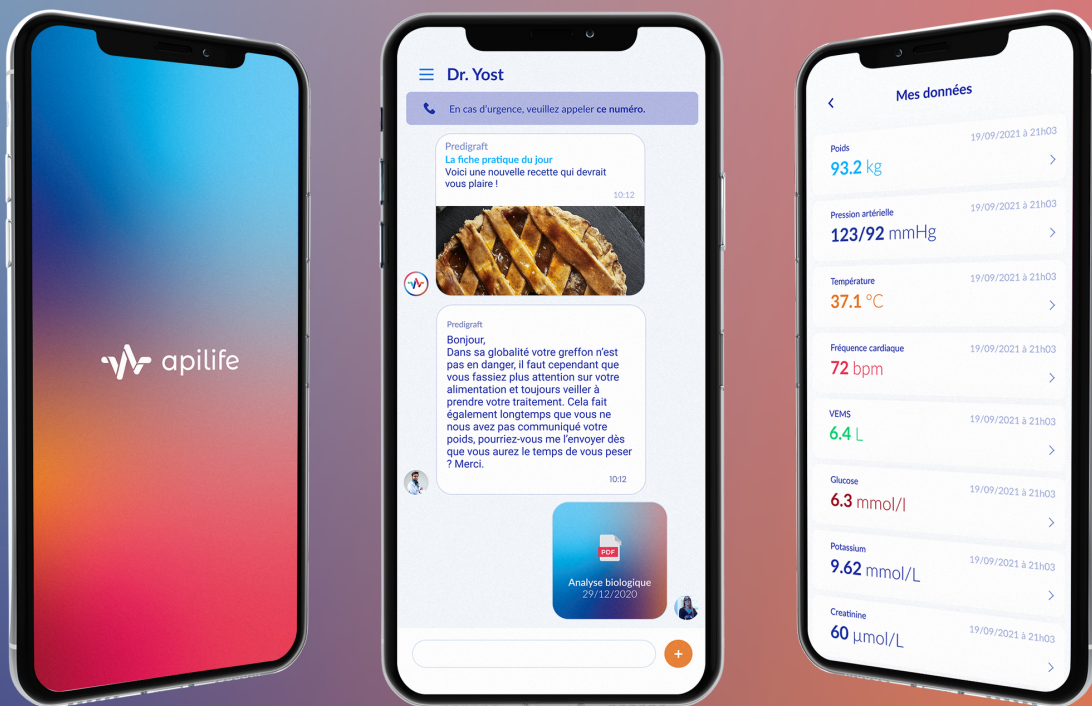 apilife
Dr. Yost
En cas d'urgence, veuillez appeler ce numéro.
Predigraft
La fiche pratique du jour
Voici une nouvelle recette qui devrait
vous plaire !
10:12
Predigraft
Bonjour,
Dans sa globalité votre greffon n'est
pas en danger, il faut cependant que
vous fassiez plus attention sur votre
alimentation et toujours veiller à
prendre votre traitement. Cela fait
également longtemps que vous ne
nous avez pas communiqué votre
poids, pourriez-vous me l'envoyer dès
que vous aurez le temps de vous peser
? Merci.
10:12
PDF
Analyse biologique
29/12/2020
+
Mes données
19/09/2021 à 21h03
Poids
93.2 kg
19/09/2021 à 21h03
Pression artérielle
123/92 mmHg
19/09/2021 à 21h03
Température
37.1 °C
19/09/2021 à 21h03
Fréquence cardiaque
72 bpm
19/09/2021 à 21h03
VEMS
6.4 L
19/09/2021 à 21h03
Glucose
6.3 mmol/l
19/09/2021 à 21h03
Potassium
9.62 mmol/L
19/09/2021 à 21h03
Creatinine
60 µmol/L